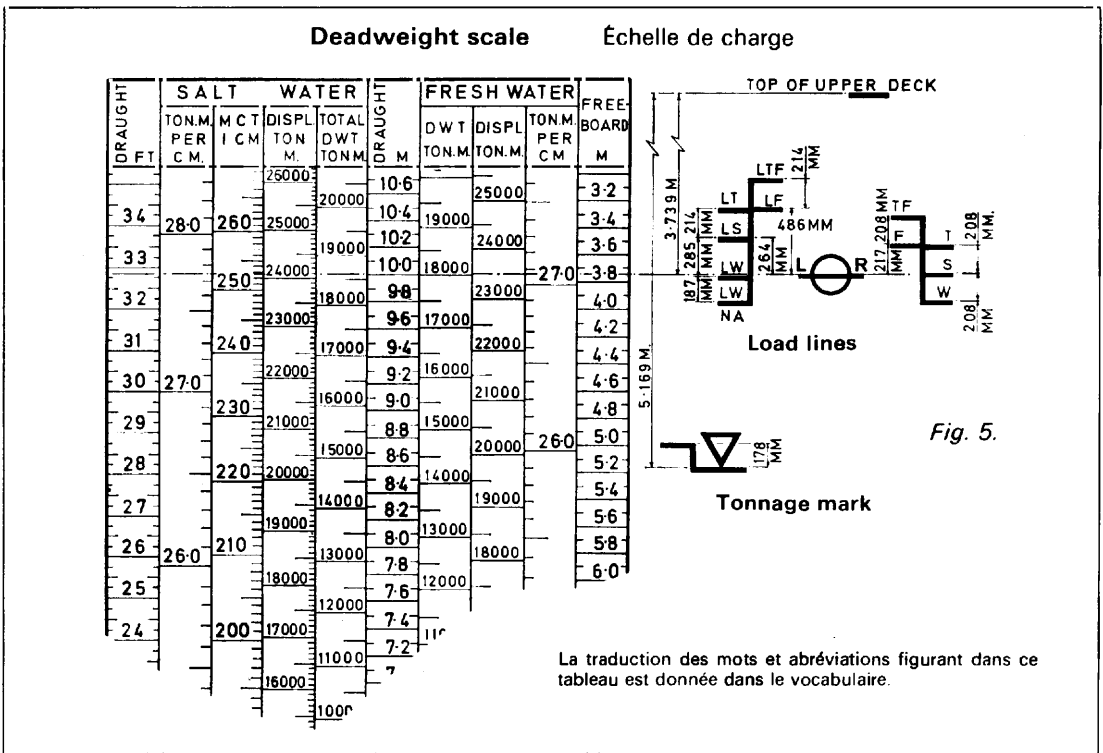 Deadweight scale Échelle de charge
SALT WATER
FRESH WATER
DRAUGHT
FT
TON.M. PER CM.
MCT 1 CM
DISPL TON M.
TOTAL DWT TON M.
DRAUGHT
M
DWT TON.M.
DISPL TON.M.
TON.M. PER CM
FREE-BOARD M
34
33
32
31
30
29
28
27
26
25
24
28.0
27.0
26.0
260
250
240
230
220
210
200
25000
24000
23000
22000
21000
20000
19000
18000
17000
16000
20000
19000
18000
17000
16000
15000
14000
13000
12000
11000
10.6
10.4
10.2
10.0
9.8
9.6
9.4
9.2
9.0
8.8
8.6
8.4
8.2
8.0
7.8
7.6
7.4
7.2
19000
18000
17000
16000
15000
14000
13000
12000
25000
24000
23000
22000
21000
20000
19000
18000
27.0
26.0
3.2
3.4
3.6
3.8
4.0
4.2
4.4
4.6
4.8
5.0
5.2
5.4
5.6
5.8
6.0
TOP OF UPPER DECK
3.739M
5.169M
LTF
214 MM
LT
LF
214 MM
486MM
LS
285 MM
264 MM
LW
187 MM
LW
NA
L R
TF
208 MM
F
T
208 MM.
217 MM
S
W
208 MM
Load lines
178 MM
Tonnage mark
Fig. 5.
La traduction des mots et abréviations figurant dans ce
tableau est donnée dans le vocabulaire.